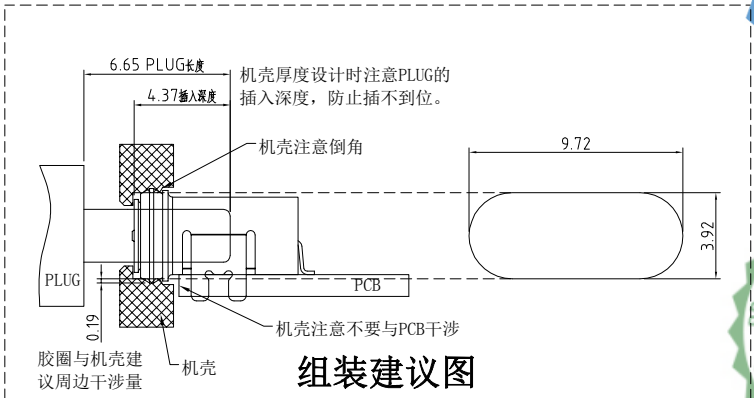 6.65 PLUG长度
机壳厚度设计时注意PLUG的
4.37插入深度
插入深度，防止插不到位。
机壳注意倒角
9.72
3.92
PLUG
PCB
0.19
机壳注意不要与PCB干涉
胶圈与机壳建
议周边干涉量
机壳
组装建议图